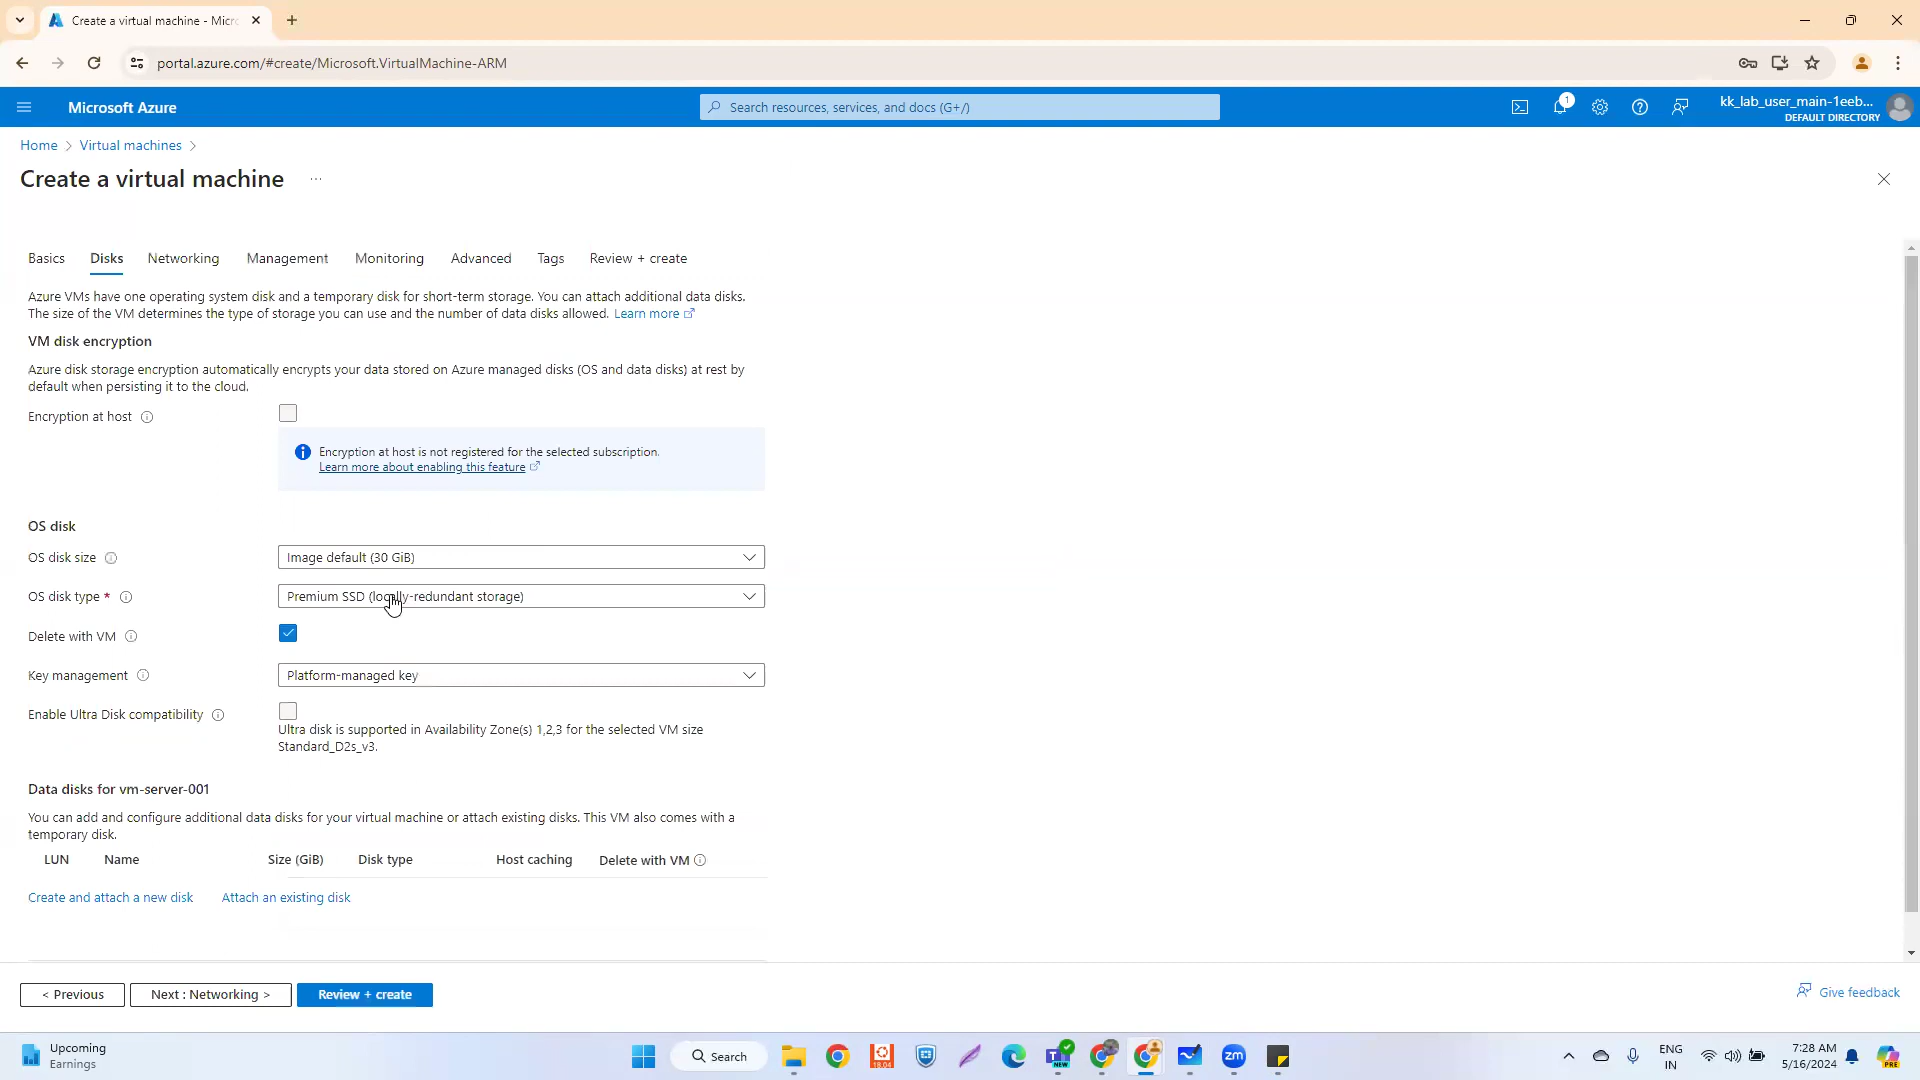 Create a virtual machine - Micro
portal.azure.com/#create/Microsoft.VirtualMachine-ARM
Microsoft Azure
Search resources, services, and docs (G+/)
1
kk_lab_user_main-1eeb...
DEFAULT DIRECTORY
Home > Virtual machines >
Create a virtual machine ...
Basics Disks Networking Management Monitoring Advanced Tags Review + create
Azure VMs have one operating system disk and a temporary disk for short-term storage. You can attach additional data disks.
The size of the VM determines the type of storage you can use and the number of data disks allowed. Learn more
VM disk encryption
Azure disk storage encryption automatically encrypts your data stored on Azure managed disks (OS and data disks) at rest by
default when persisting it to the cloud.
Encryption at host
Encryption at host is not registered for the selected subscription.
Learn more about enabling this feature
OS disk
OS disk size Image default (30 GiB)
OS disk type * Premium SSD (locally-redundant storage)
Delete with VM
Key management Platform-managed key
Enable Ultra Disk compatibility
Ultra disk is supported in Availability Zone(s) 1,2,3 for the selected VM size
Standard_D2s_v3.
Data disks for vm-server-001
You can add and configure additional data disks for your virtual machine or attach existing disks. This VM also comes with a
temporary disk.
LUN Name Size (GiB) Disk type Host caching Delete with VM
Create and attach a new disk Attach an existing disk
< Previous Next : Networking > Review + create
Give feedback
Upcoming
Earnings
Search
18.04
NEW
zm
ENG
IN
7:28 AM
5/16/2024
PRE